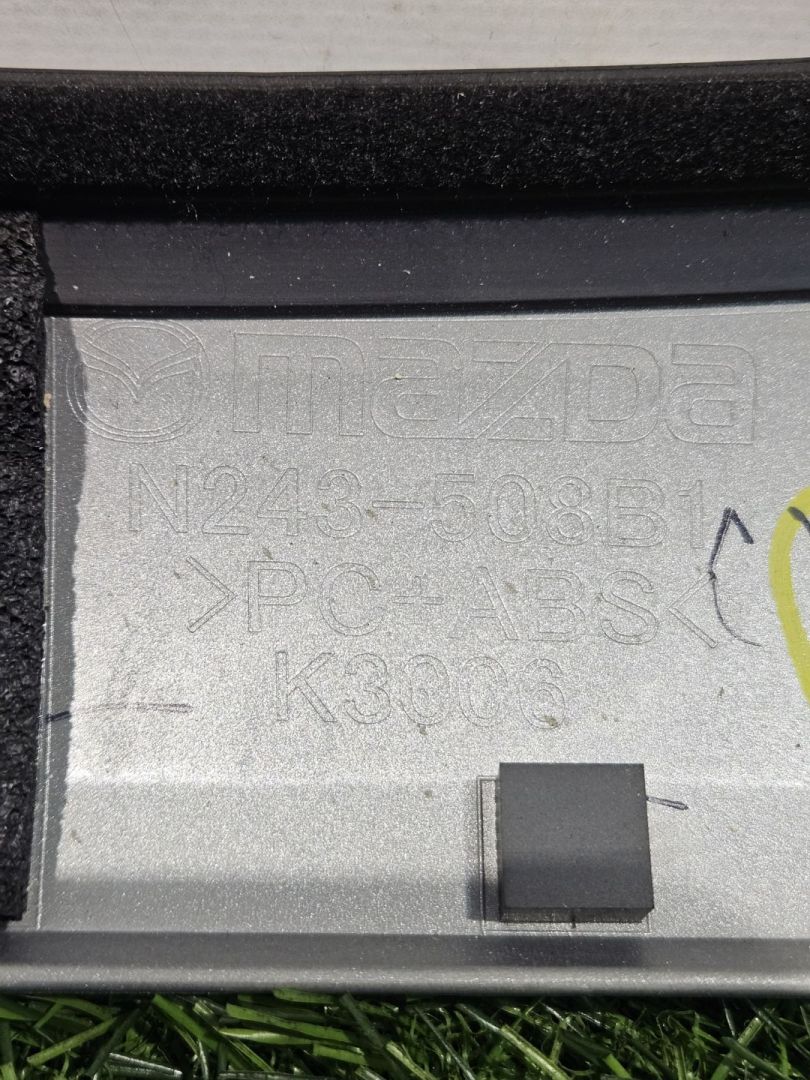 mazDa
N243-508B1
>PC+ABS<
K3006